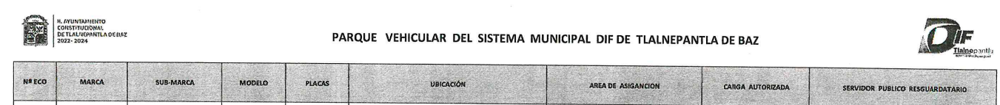 H. AYUNTAMIENTO
CONSTITUCIONAL
DE TLALNEPANTLA DE BAZ
2022-2024
PARQUE VEHICULAR DEL SISTEMA MUNICIPAL DIF DE TLALNEPANTLA DE BAZ
DIF
Tlalnepantla
Nº ECO MARCA SUB-MARCA MODELO PLACAS UBICACIÓN AREA DE ASIGANCION CARGA AUTORIZADA SERVIDOR PUBLICO RESGUARDATARIO